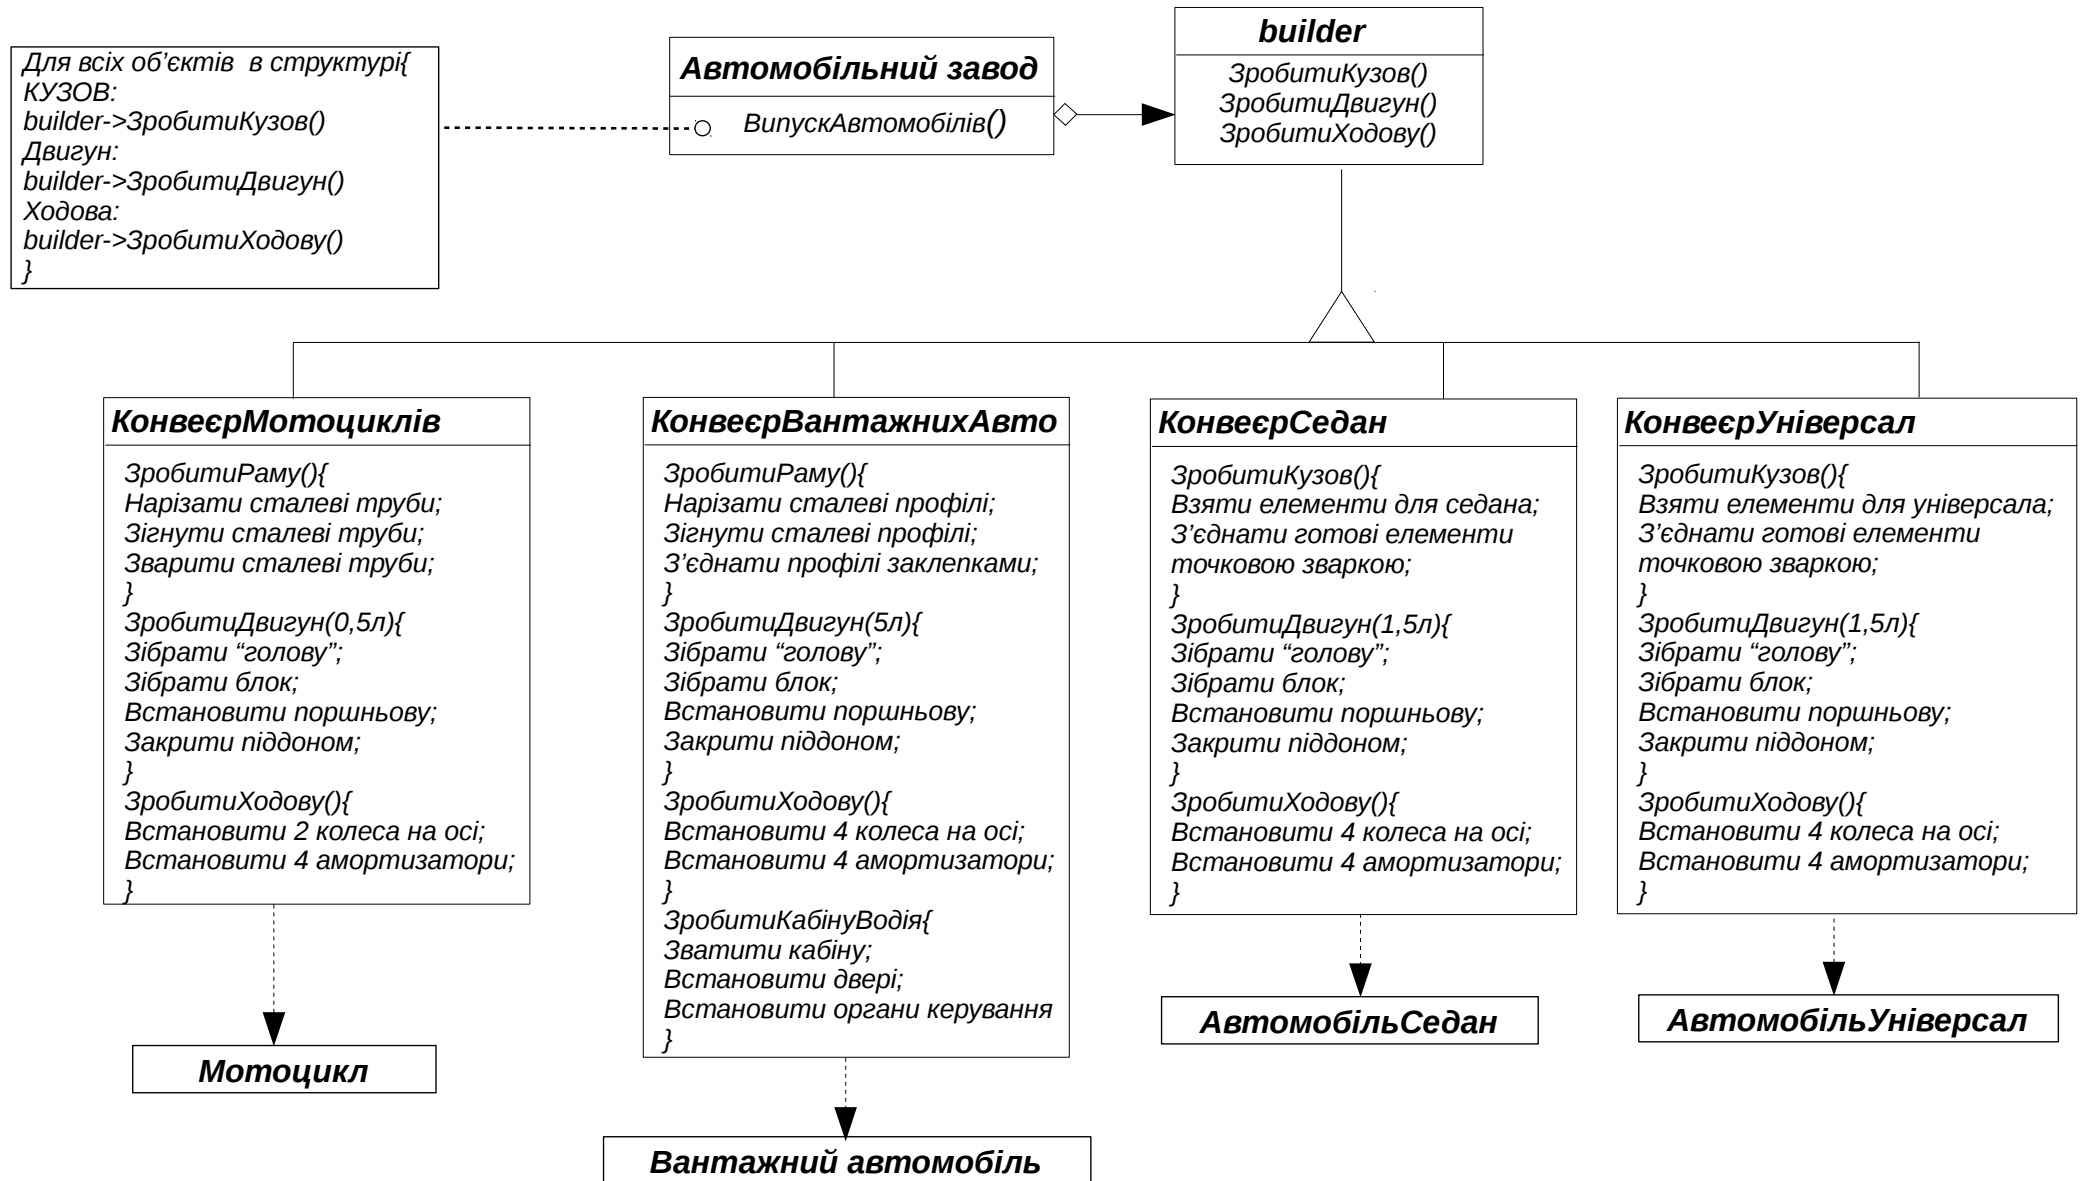 Для всіх об’єктів  в структурі{
КУЗОВ:
builder->ЗробитиКузов()
Двигун:
builder->ЗробитиДвигун()
Ходова:
builder->ЗробитиХодову()
}
Автомобільний завод
ВипускАвтомобілів()
builder
ЗробитиКузов()
ЗробитиДвигун()
ЗробитиХодову()
КонвеєрМотоциклів
ЗробитиРаму(){
Нарізати сталеві труби;
Зігнути сталеві труби;
Зварити сталеві труби;
}
ЗробитиДвигун(0,5л){
Зібрати “голову”;
Зібрати блок;
Встановити поршньову;
Закрити піддоном;
}
ЗробитиХодову(){
Встановити 2 колеса на осі;
Встановити 4 амортизатори;
}
Мотоцикл
КонвеєрВантажнихАвто
ЗробитиРаму(){
Нарізати сталеві профілі;
Зігнути сталеві профілі;
З’єднати профілі заклепками;
}
ЗробитиДвигун(5л){
Зібрати “голову”;
Зібрати блок;
Встановити поршньову;
Закрити піддоном;
}
ЗробитиХодову(){
Встановити 4 колеса на осі;
Встановити 4 амортизатори;
}
ЗробитиКабінуВодія{
Зватити кабіну;
Встановити двері;
Встановити органи керування
}
Вантажний автомобіль
КонвеєрСедан
ЗробитиКузов(){
Взяти елементи для седана;
З’єднати готові елементи
точковою зваркою;
}
ЗробитиДвигун(1,5л){
Зібрати “голову”;
Зібрати блок;
Встановити поршньову;
Закрити піддоном;
}
ЗробитиХодову(){
Встановити 4 колеса на осі;
Встановити 4 амортизатори;
}
АвтомобільСедан
КонвеєрУніверсал
ЗробитиКузов(){
Взяти елементи для універсала;
З’єднати готові елементи
точковою зваркою;
}
ЗробитиДвигун(1,5л){
Зібрати “голову”;
Зібрати блок;
Встановити поршньову;
Закрити піддоном;
}
ЗробитиХодову(){
Встановити 4 колеса на осі;
Встановити 4 амортизатори;
}
АвтомобільУніверсал